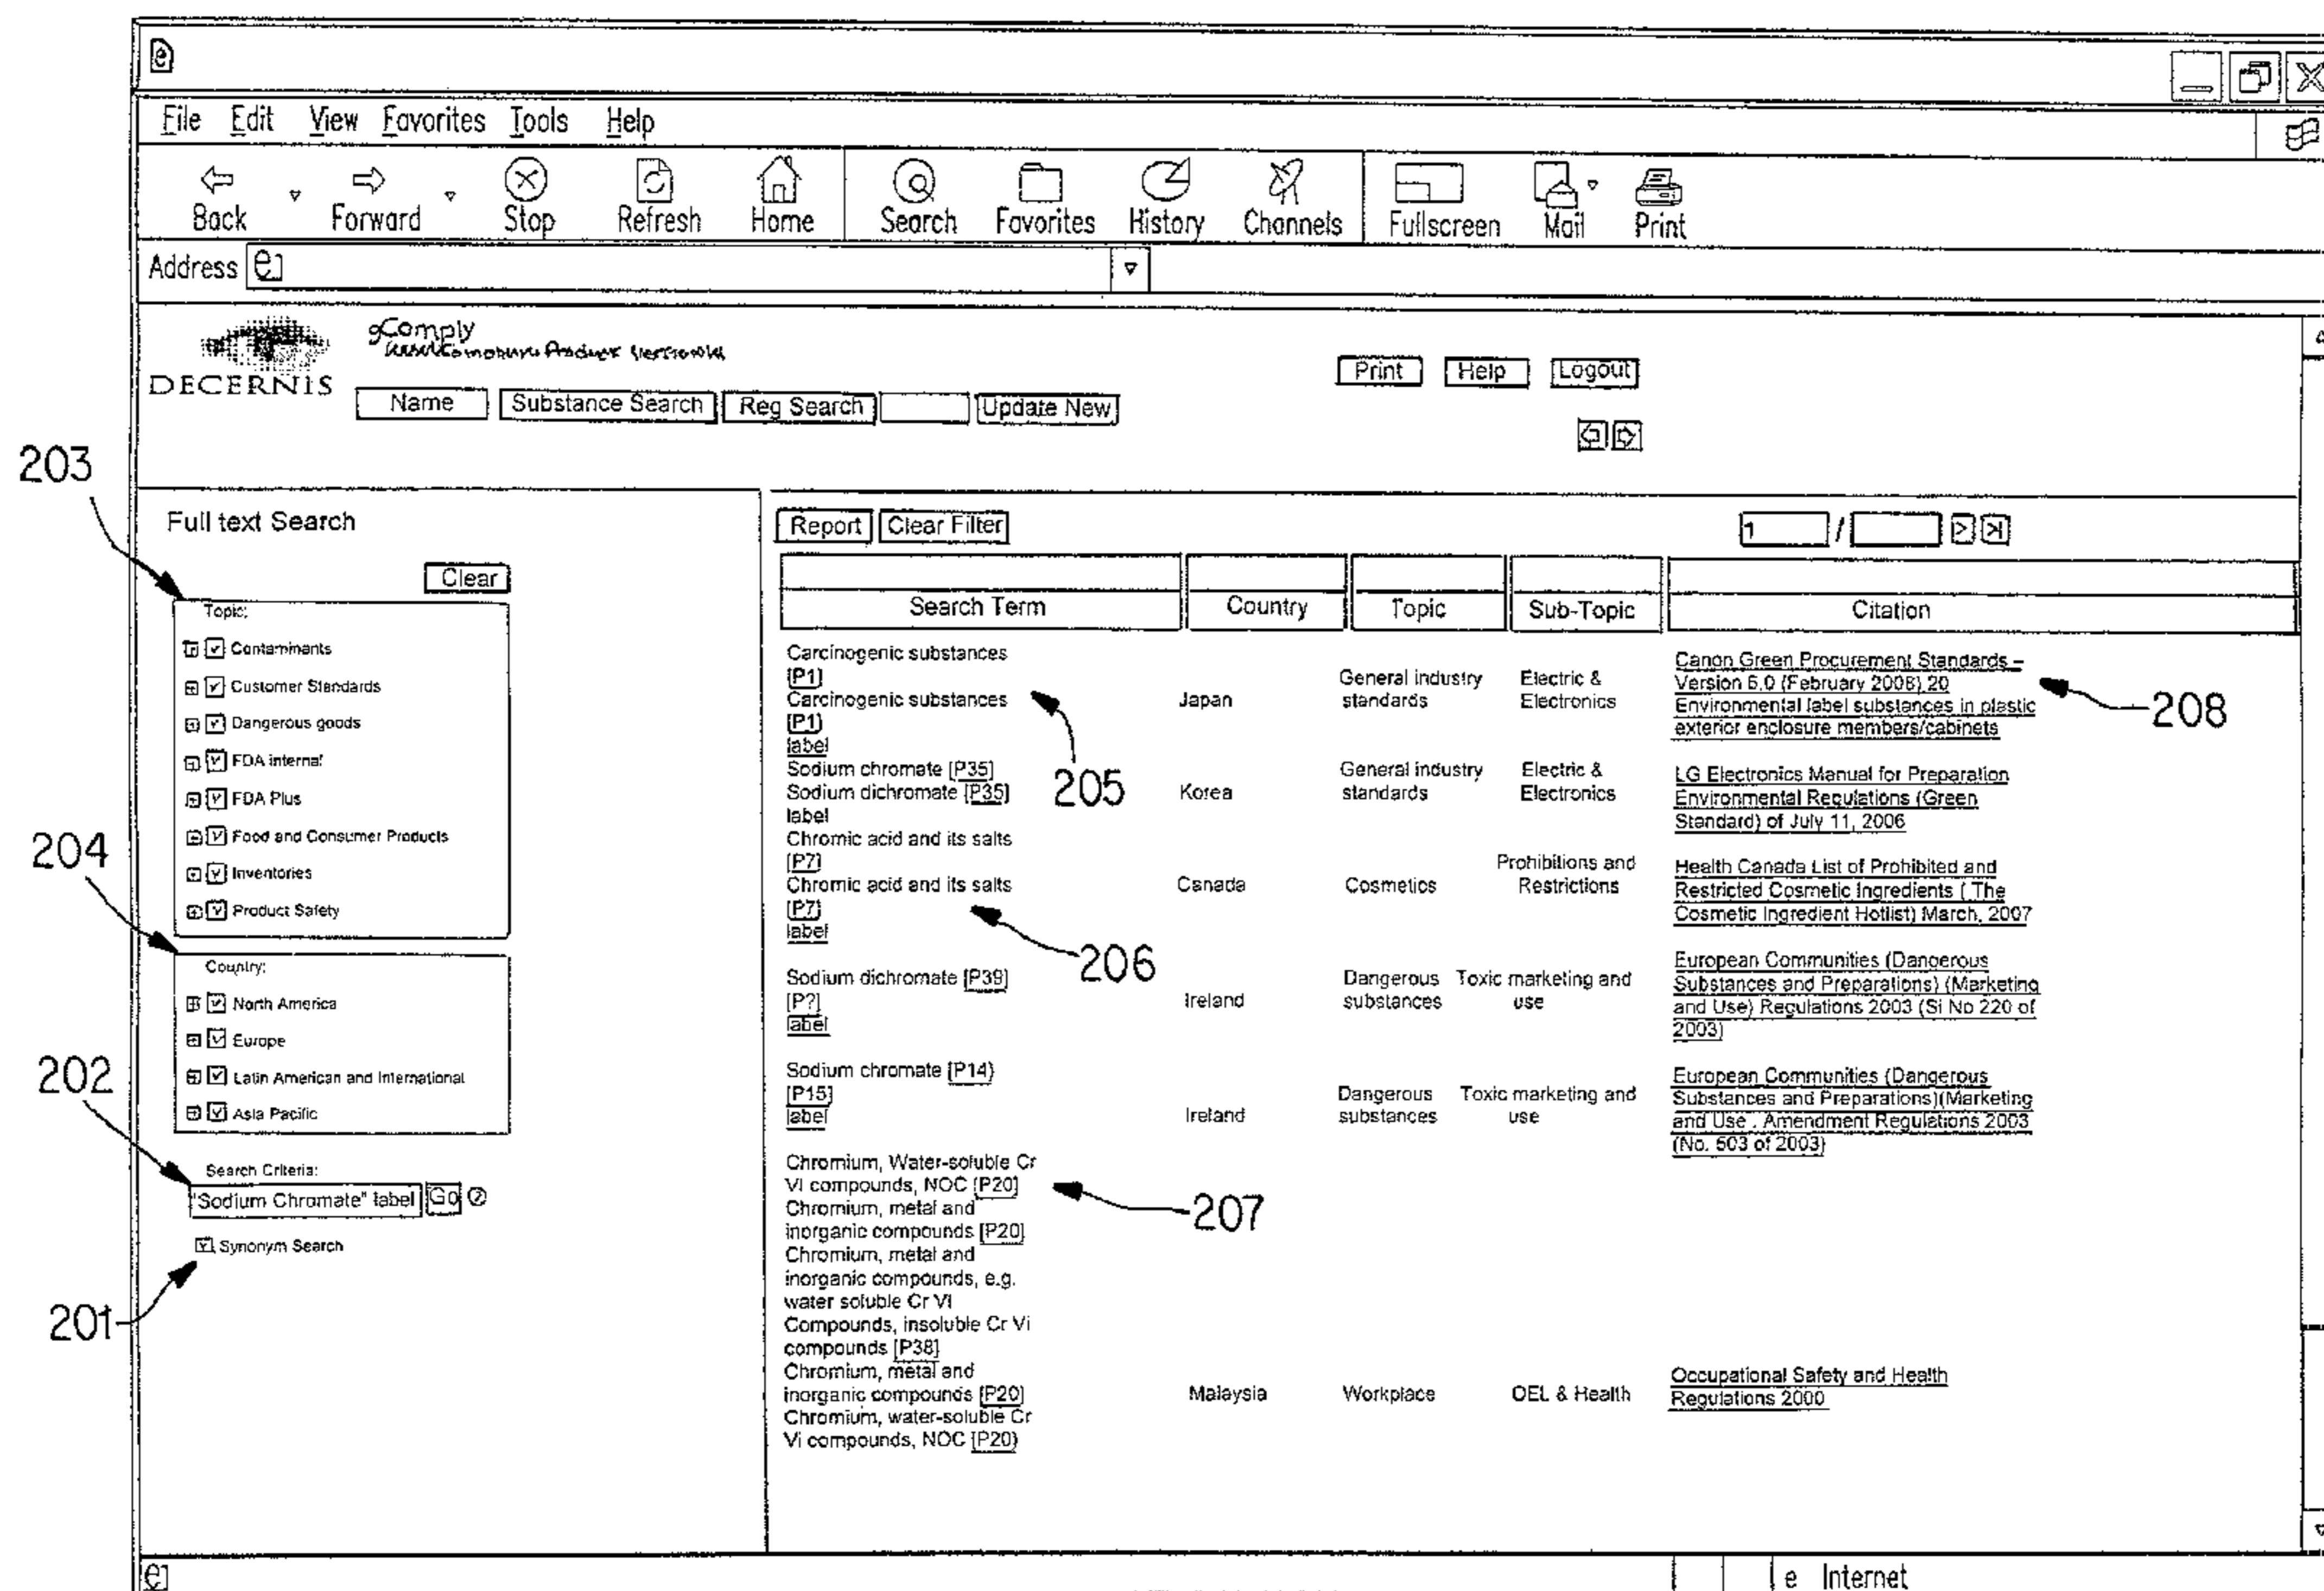 File Edit View Favorites Tools Help
Back Forward Stop Refresh Home Search Favorites History Channels Fullscreen Mail Print
Address
gComply
DECERNIS
Print Help Logout
Name Substance Search Reg Search Update New
203
Full text Search
Clear
Topic:
Contaminants
Customer Standards
Dangerous goods
FDA internal
FDA Plus
Food and Consumer Products
Inventories
Product Safety
204
Country:
North America
Europe
Latin American and International
Asia Pacific
202
Search Criteria:
"Sodium Chromate" label Go
Synonym Search
201
Report Clear Filter
1 /
Search Term Country Topic Sub-Topic Citation
Carcinogenic substances
[P1]
Carcinogenic substances
[P1]
label
205
Japan
General industry
standards
Electric &
Electronics
Canon Green Procurement Standards –
Version 6.0 (February 2008) 20
Environmental label substances in plastic
exterior enclosure members/cabinets
208
Sodium chromate [P35]
Sodium dichromate [P35]
label
Korea
General industry
standards
Electric &
Electronics
LG Electronics Manual for Preparation
Environmental Regulations (Green
Standard) of July 11, 2006
Chromic acid and its salts
[P7]
Chromic acid and its salts
[P7]
label
206
Canada
Cosmetics
Prohibitions and
Restrictions
Health Canada List of Prohibited and
Restricted Cosmetic Ingredients ( The
Cosmetic Ingredient Hotlist) March, 2007
Sodium dichromate [P39]
[P?]
label
Ireland
Dangerous
substances
Toxic marketing and
use
European Communities (Dangerous
Substances and Preparations) (Marketing
and Use) Regulations 2003 (Si No 220 of
2003)
Sodium chromate [P14]
[P15]
label
Ireland
Dangerous
substances
Toxic marketing and
use
European Communities (Dangerous
Substances and Preparations)(Marketing
and Use . Amendment Regulations 2003
(No. 503 of 2003)
Chromium, Water-soluble Cr
VI compounds, NOC [P20]
Chromium, metal and
inorganic compounds [P20]
Chromium, metal and
inorganic compounds, e.g.
water soluble Cr VI
Compounds, insoluble Cr Vi
compounds [P38]
Chromium, metal and
inorganic compounds [P20]
Chromium, water-soluble Cr
Vi compounds, NOC [P20]
207
Malaysia
Workplace
OEL & Health
Occupational Safety and Health
Regulations 2000
e Internet